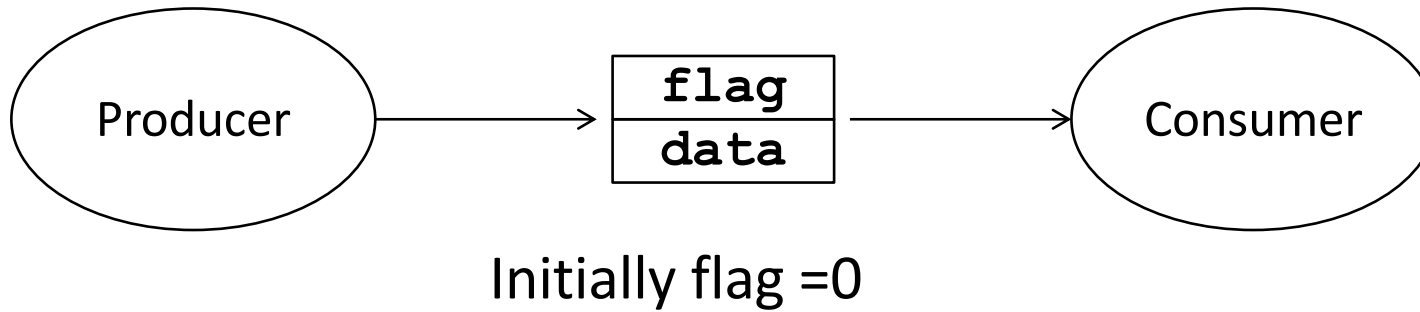 Producer
flag
data
Consumer
Initially flag =0